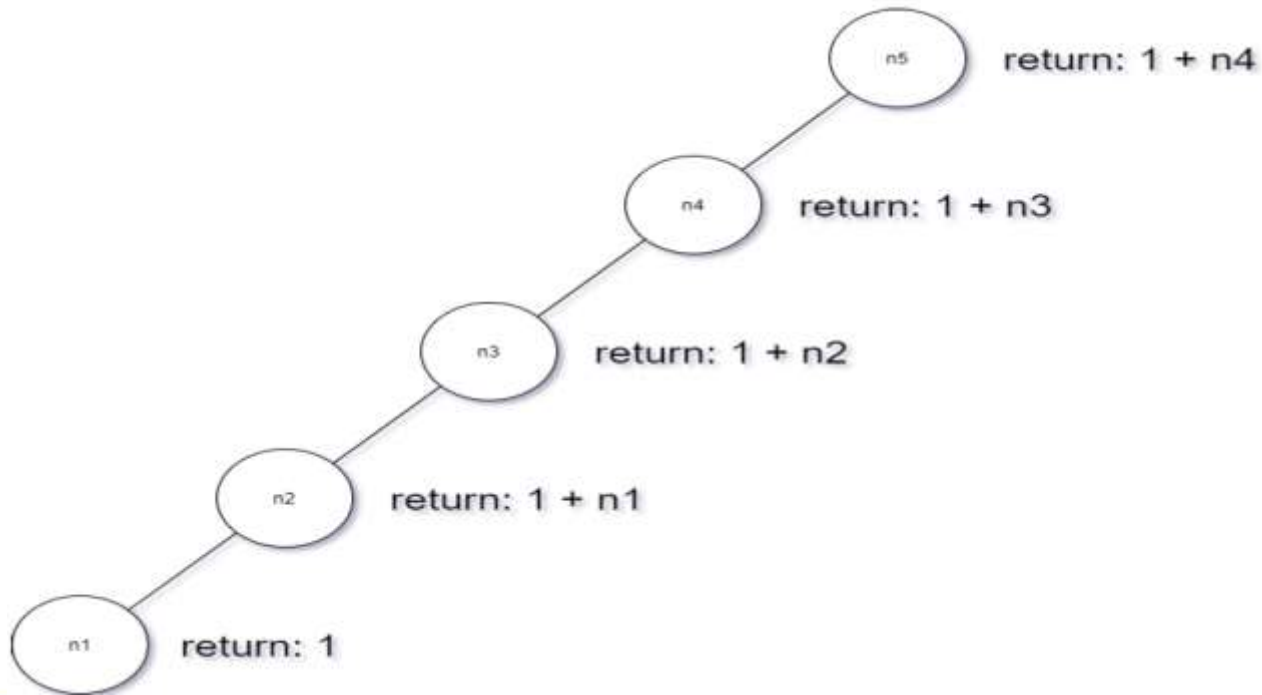 n5 return: 1 + n4
n4 return: 1 + n3
n3 return: 1 + n2
n2 return: 1 + n1
n1 return: 1